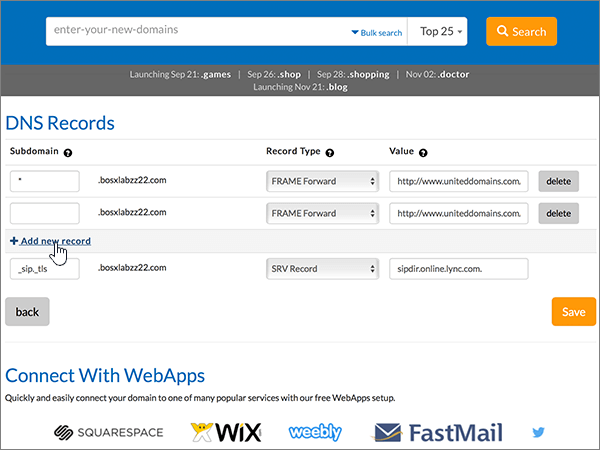 enter-your-new-domains Bulk search Top 25 Search
Launching Sep 21: .games | Sep 26: .shop | Sep 28: .shopping | Nov 02: .doctor
Launching Nov 21: .blog
DNS Records
Subdomain ? Record Type ? Value ?
* .bosxlabzz22.com FRAME Forward http://www.uniteddomains.com. delete
.bosxlabzz22.com FRAME Forward http://www.uniteddomains.com. delete
+ Add new record
_sip._tls .bosxlabzz22.com SRV Record sipdir.online.lync.com.
back Save
Connect With WebApps
Quickly and easily connect your domain to one of many popular services with our free WebApps setup.
SQUARESPACE WiX weebly FastMail